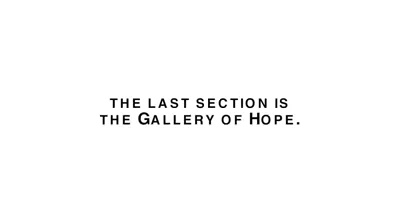 THE LAST SECTION IS
THE GALLERY OF HOPE.